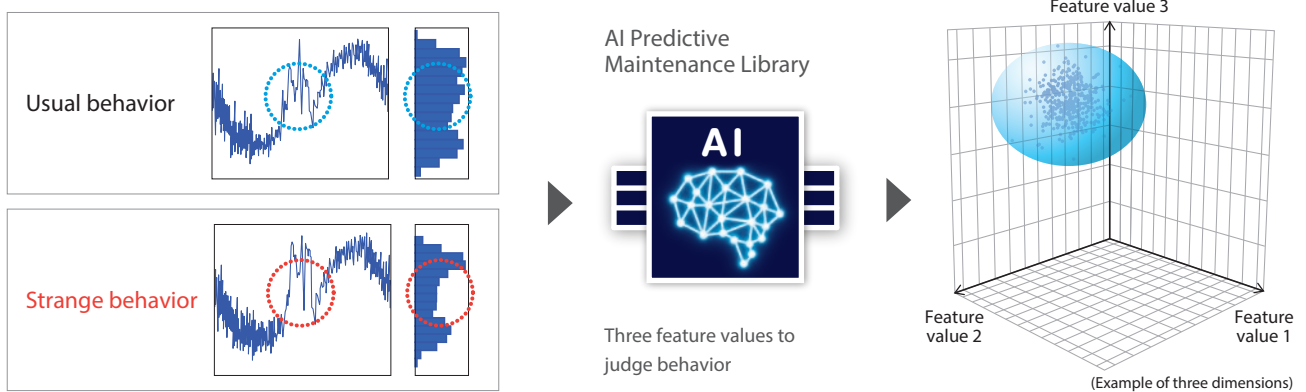 Usual behavior
Strange behavior
AI Predictive
Maintenance Library
AI
Three feature values to
judge behavior
Feature value 3
Feature
value 2
Feature
value 1
(Example of three dimensions)